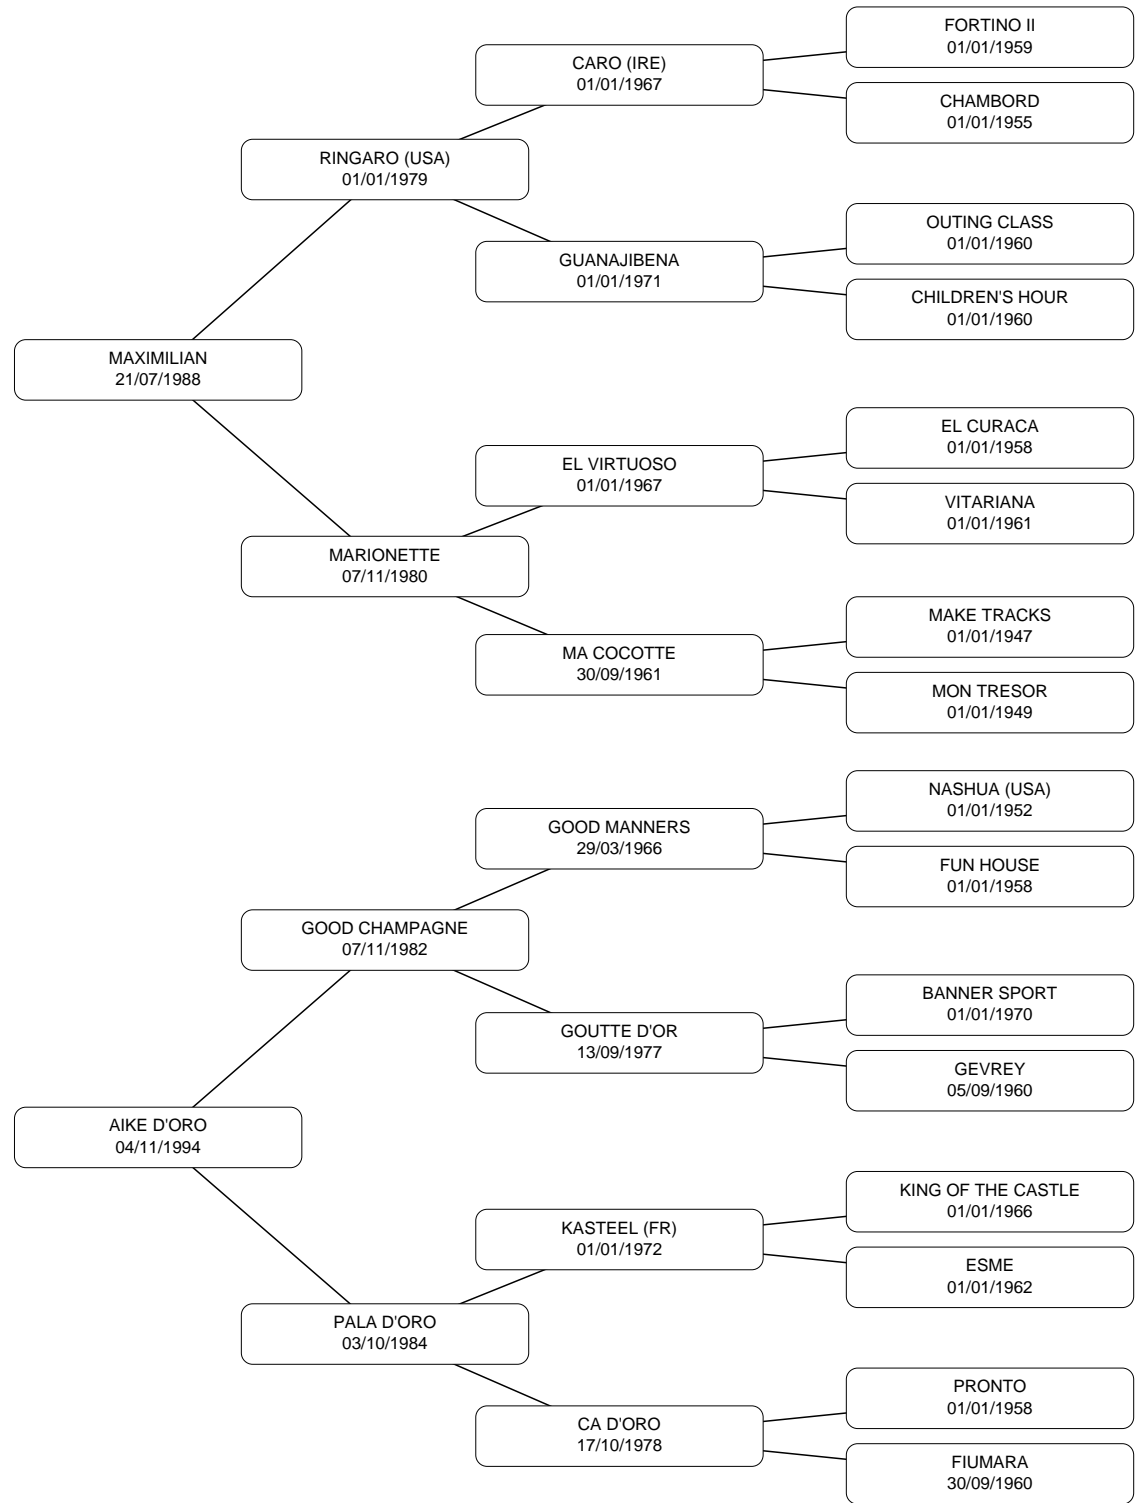 FORTINO II
01/01/1959
CARO (IRE)
01/01/1967
CHAMBORD
01/01/1955
RINGARO (USA)
01/01/1979
OUTING CLASS
01/01/1960
GUANAJIBENA
01/01/1971
CHILDREN'S HOUR
01/01/1960
MAXIMILIAN
21/07/1988
EL CURACA
01/01/1958
EL VIRTUOSO
01/01/1967
VITARIANA
01/01/1961
MARIONETTE
07/11/1980
MAKE TRACKS
01/01/1947
MA COCOTTE
30/09/1961
MON TRESOR
01/01/1949
NASHUA (USA)
01/01/1952
GOOD MANNERS
29/03/1966
FUN HOUSE
01/01/1958
GOOD CHAMPAGNE
07/11/1982
BANNER SPORT
01/01/1970
GOUTTE D'OR
13/09/1977
GEVREY
05/09/1960
AIKE D'ORO
04/11/1994
KING OF THE CASTLE
01/01/1966
KASTEEL (FR)
01/01/1972
ESME
01/01/1962
PALA D'ORO
03/10/1984
PRONTO
01/01/1958
CA D'ORO
17/10/1978
FIUMARA
30/09/1960